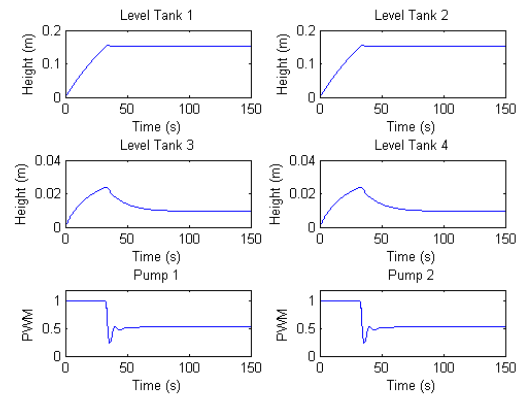 Level Tank 1
0.2
0.1
0
Height (m)
0 50 100 150
Time (s)
Level Tank 2
0.2
0.1
0
Height (m)
0 50 100 150
Time (s)
Level Tank 3
0.04
0.02
0
Height (m)
0 50 100 150
Time (s)
Level Tank 4
0.04
0.02
0
Height (m)
0 50 100 150
Time (s)
Pump 1
1
0.5
0
PWM
0 50 100 150
Time (s)
Pump 2
1
0.5
0
PWM
0 50 100 150
Time (s)